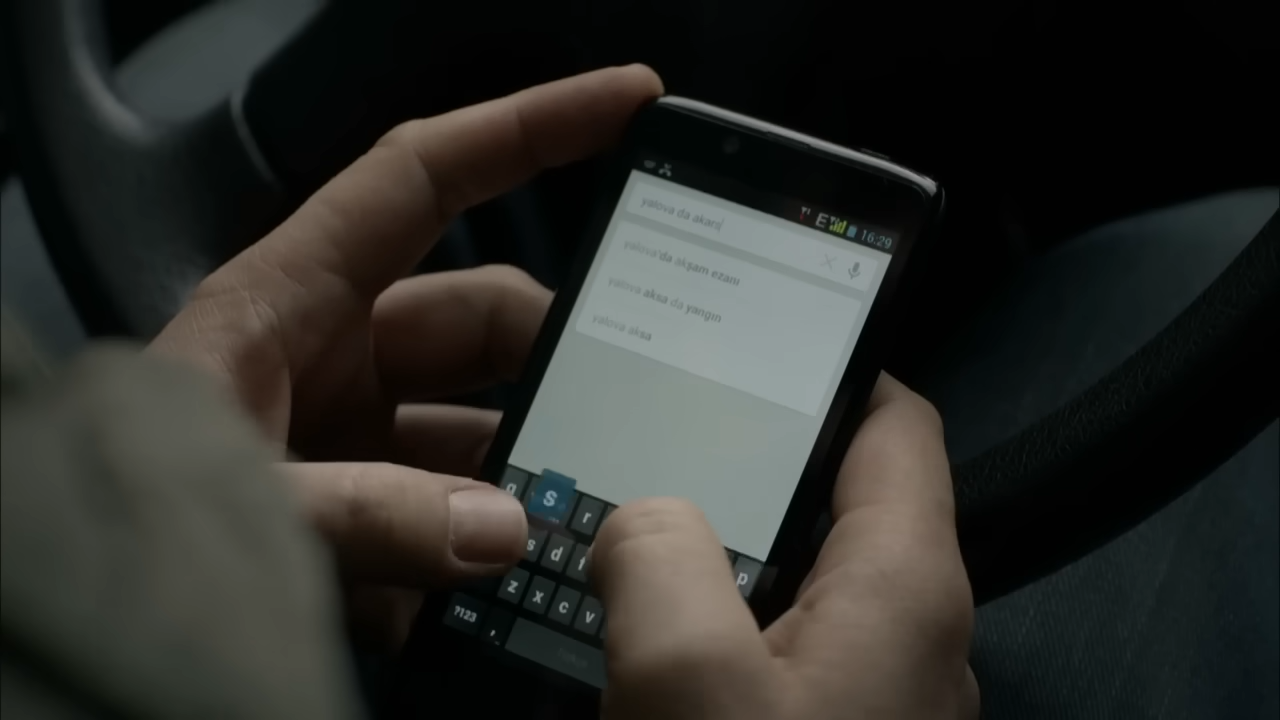 E 16:29
yalova da akars
yalova'da akşam ezanı
yalova aksa da yangın
yalova aksa
q S r
s d f p
z x c v
?123 ,